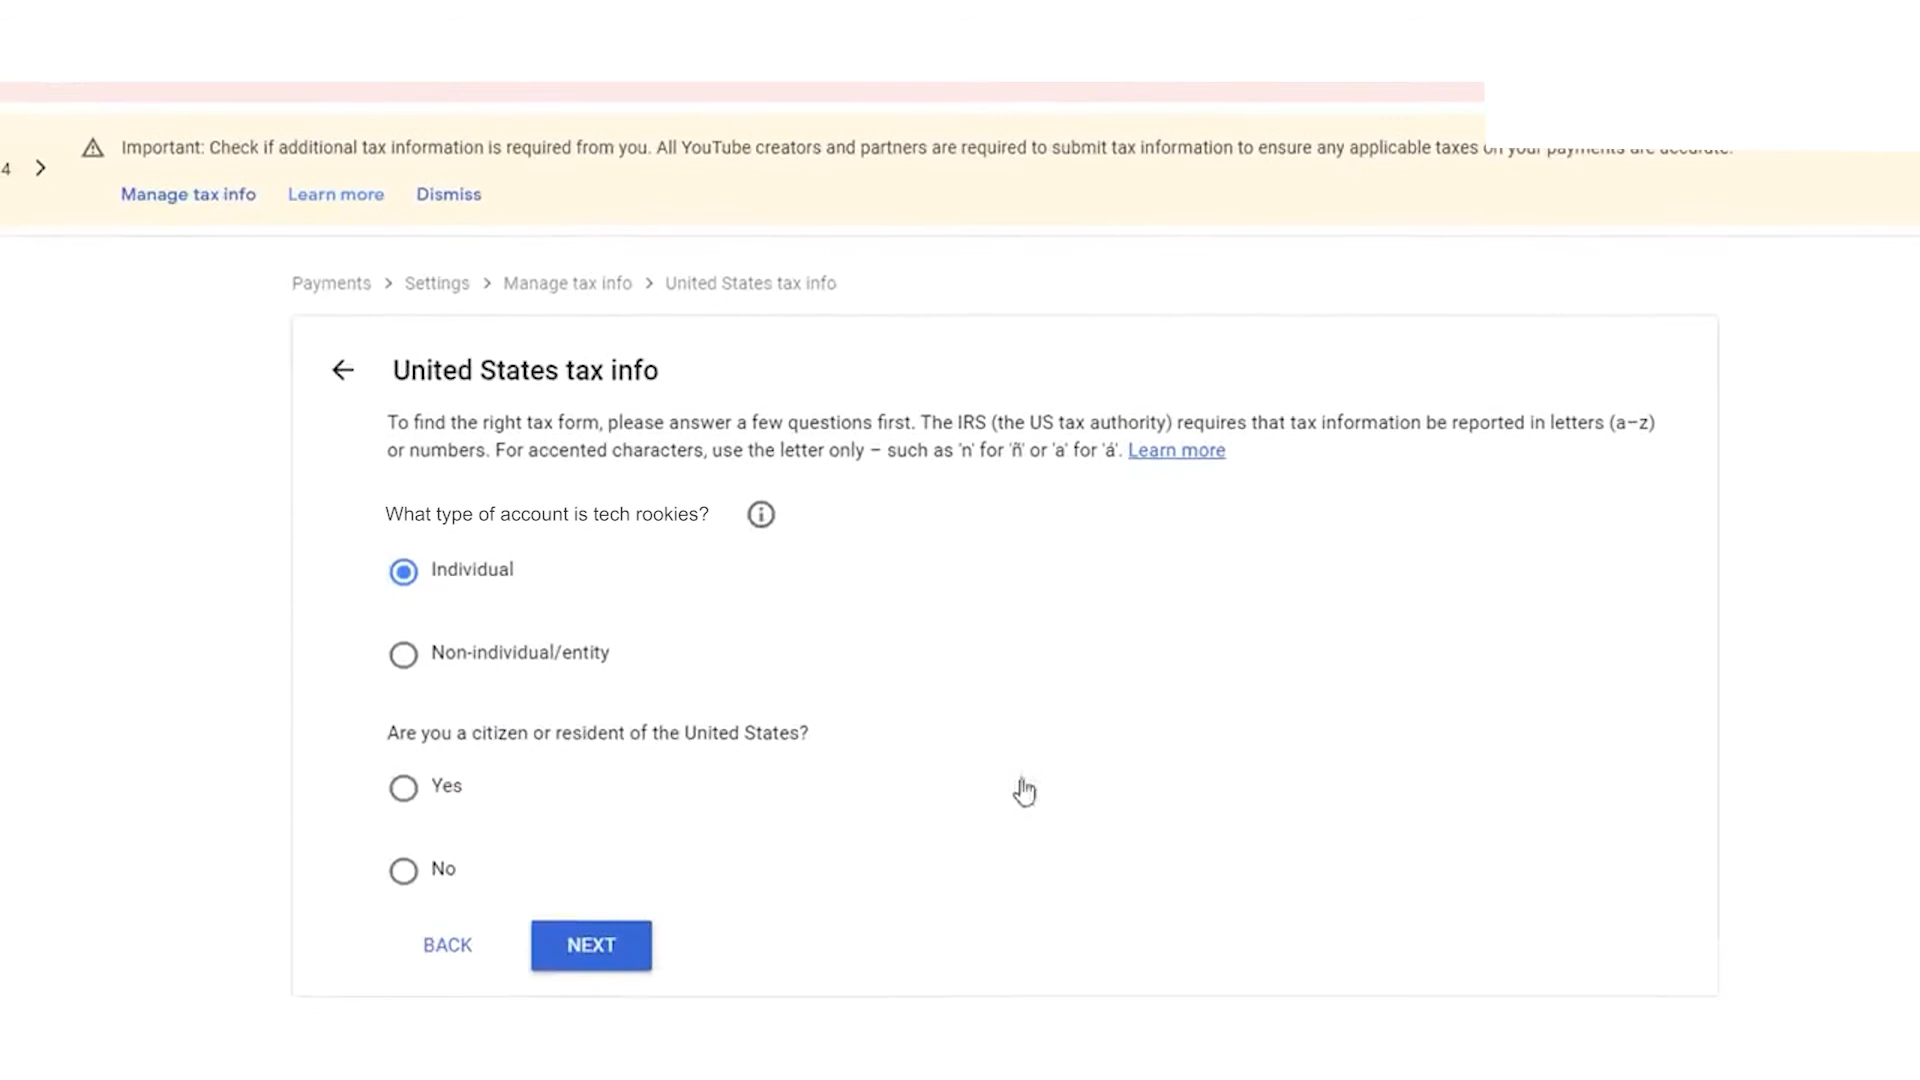 4
Important: Check if additional tax information is required from you. All YouTube creators and partners are required to submit tax information to ensure any applicable taxes on your payments are accurate.
Manage tax info Learn more Dismiss
Payments > Settings > Manage tax info > United States tax info
United States tax info
To find the right tax form, please answer a few questions first. The IRS (the US tax authority) requires that tax information be reported in letters (a–z)
or numbers. For accented characters, use the letter only – such as 'n' for 'ñ' or 'a' for 'á'. Learn more
What type of account is tech rookies?
Individual
Non-individual/entity
Are you a citizen or resident of the United States?
Yes
No
BACK NEXT